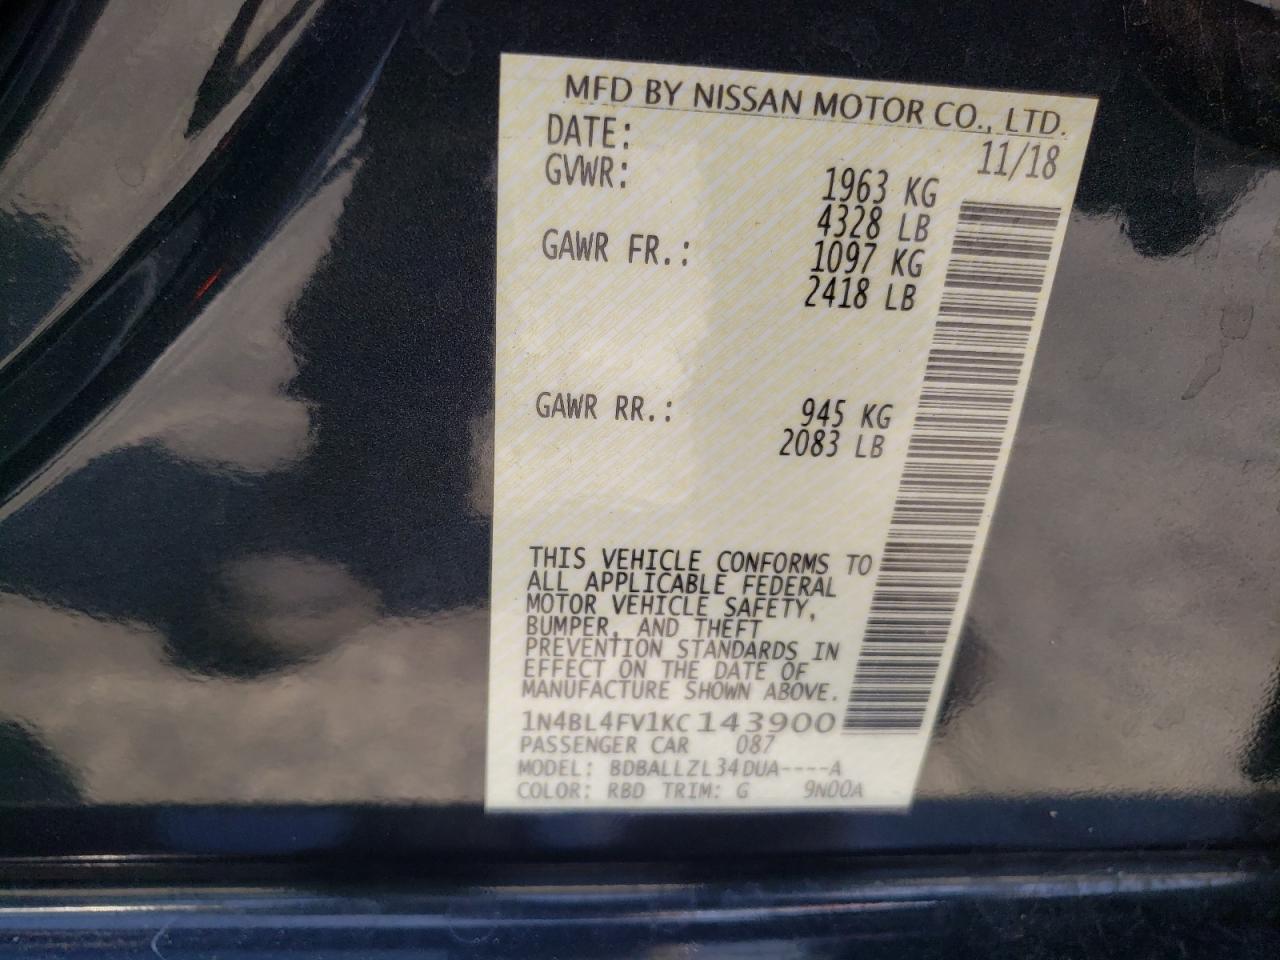 MFD BY NISSAN MOTOR CO., LTD.
DATE: 11/18
GVWR: 1963 KG
4328 LB
GAWR FR.: 1097 KG
2418 LB
GAWR RR.: 945 KG
2083 LB
THIS VEHICLE CONFORMS TO
ALL APPLICABLE FEDERAL
MOTOR VEHICLE SAFETY,
BUMPER, AND THEFT
PREVENTION STANDARDS IN
EFFECT ON THE DATE OF
MANUFACTURE SHOWN ABOVE.
1N4BL4FV1KC143900
PASSENGER CAR 087
MODEL: BDBALLZL34DUA----A
COLOR: RBD TRIM: G 9N00A